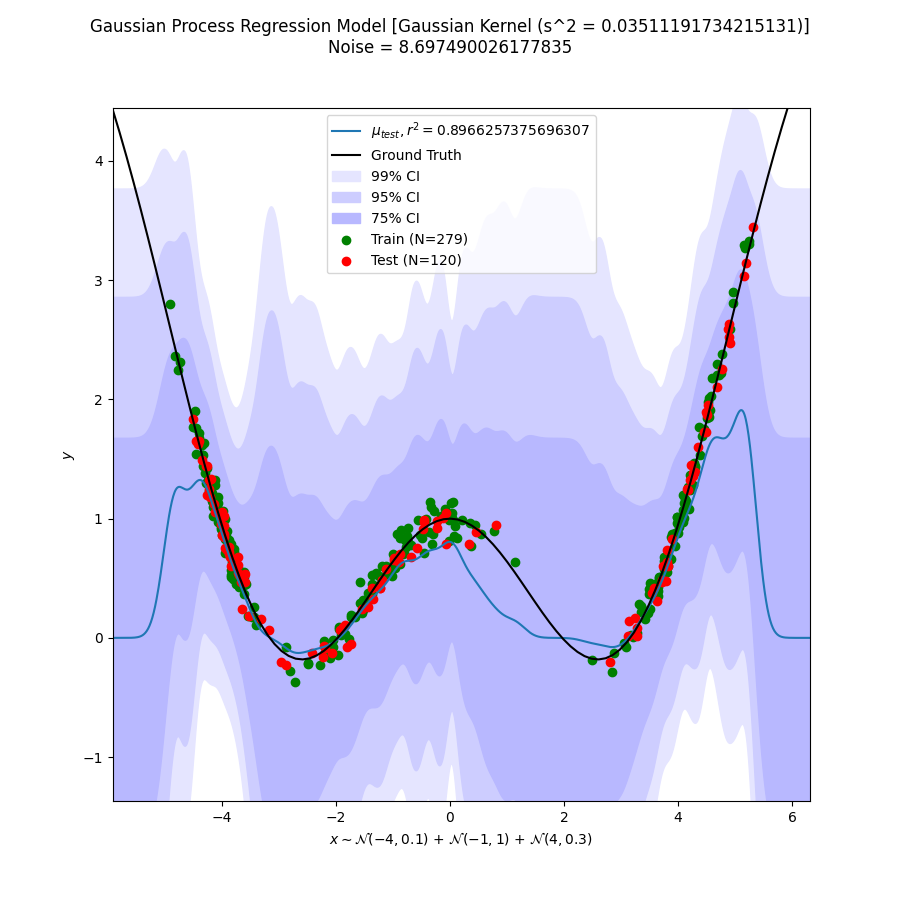 Gaussian Process Regression Model [Gaussian Kernel (s^2 = 0.03511191734215131)]
Noise = 8.697490026177835
μ_test, r² = 0.8966257375696307
Ground Truth
99% CI
95% CI
75% CI
Train (N=279)
Test (N=120)
4
3
2
1
0
−1
y
−4
−2
0
2
4
6
x ~ 𝒩(−4, 0.1) + 𝒩(−1, 1) + 𝒩(4, 0.3)